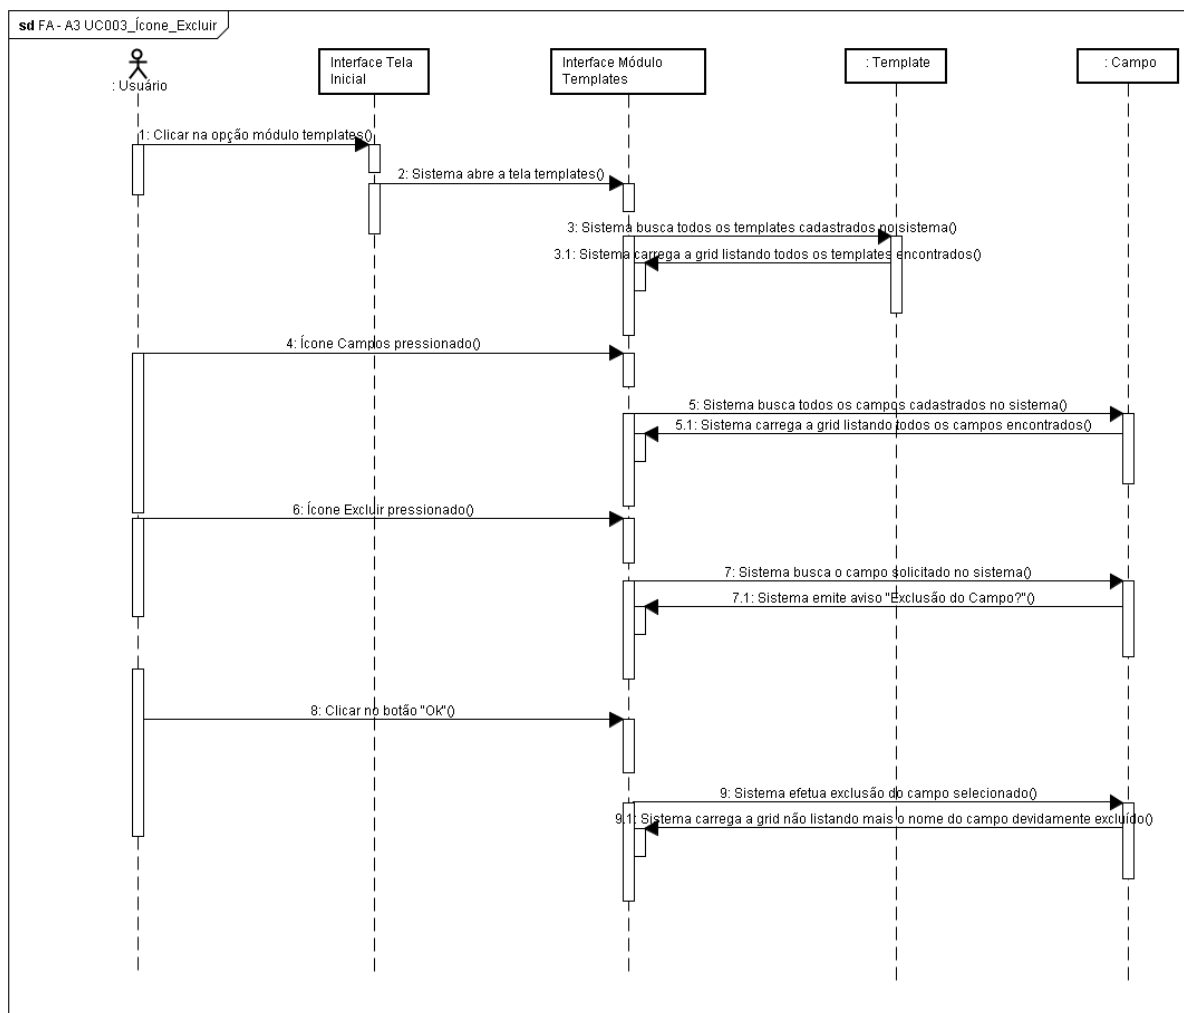 sd FA - A3 UC003_Ícone_Excluir
: Usuário
Interface Tela
Inicial
Interface Módulo
Templates
: Template
: Campo
1: Clicar na opção módulo templates()
2: Sistema abre a tela templates()
3: Sistema busca todos os templates cadastrados no sistema()
3.1: Sistema carrega a grid listando todos os templates encontrados()
4: Ícone Campos pressionado()
5: Sistema busca todos os campos cadastrados no sistema()
5.1: Sistema carrega a grid listando todos os campos encontrados()
6: Ícone Excluir pressionado()
7: Sistema busca o campo solicitado no sistema()
7.1: Sistema emite aviso "Exclusão do Campo?"()
8: Clicar no botão "Ok"()
9: Sistema efetua exclusão do campo selecionado()
9.1: Sistema carrega a grid não listando mais o nome do campo devidamente excluído()